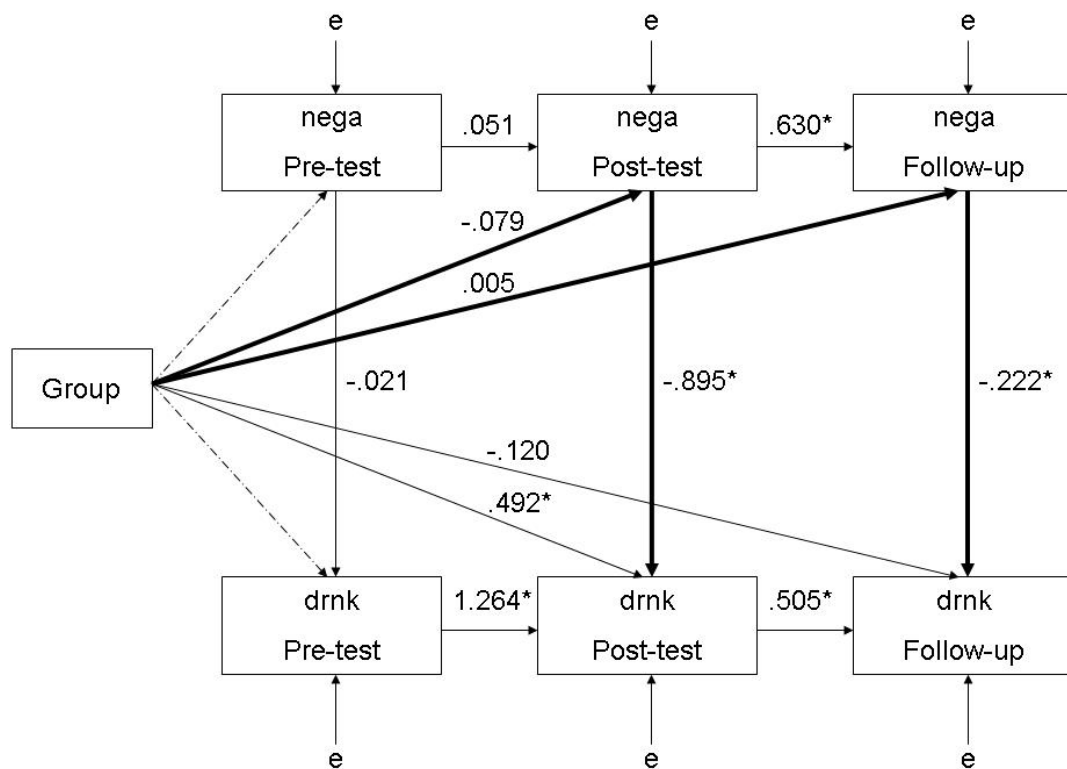 e e e
nega nega nega
.051 .630*
Pre-test Post-test Follow-up
-.079
.005
Group
-.021 -.895* -.222*
-.120
.492*
drnk drnk drnk
1.264* .505*
Pre-test Post-test Follow-up
e e e